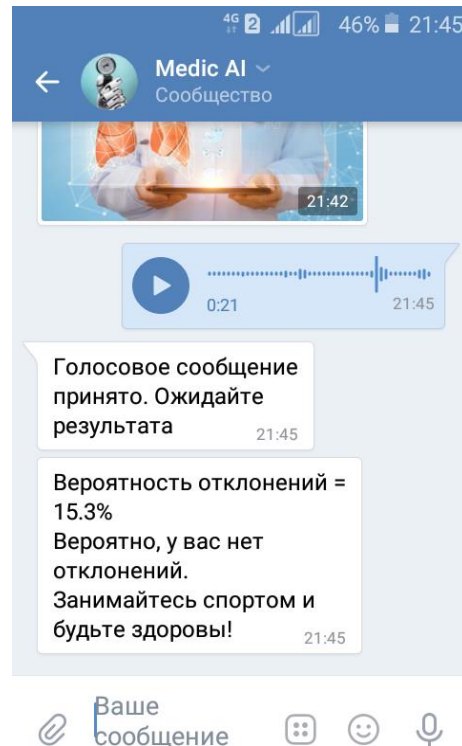 4G 2 46% 21:45
Medic AI
Сообщество
21:42
0:21 21:45
Голосовое сообщение
принято. Ожидайте
результата 21:45
Вероятность отклонений =
15.3%
Вероятно, у вас нет
отклонений.
Занимайтесь спортом и
будьте здоровы! 21:45
Ваше
сообщение